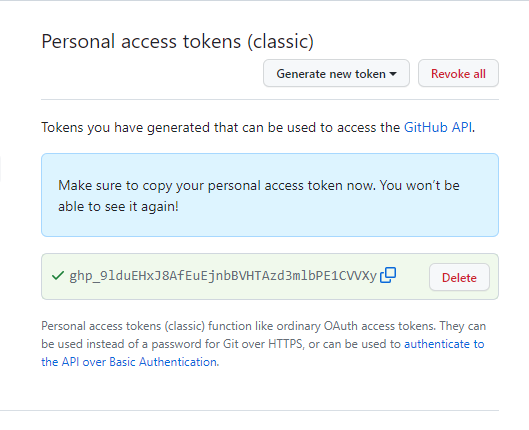 Personal access tokens (classic)
Generate new token
Revoke all
Tokens you have generated that can be used to access the GitHub API.
Make sure to copy your personal access token now. You won't be
able to see it again!
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
Delete
Personal access tokens (classic) function like ordinary OAuth access tokens. They can
be used instead of a password for Git over HTTPS, or can be used to authenticate to
the API over Basic Authentication.